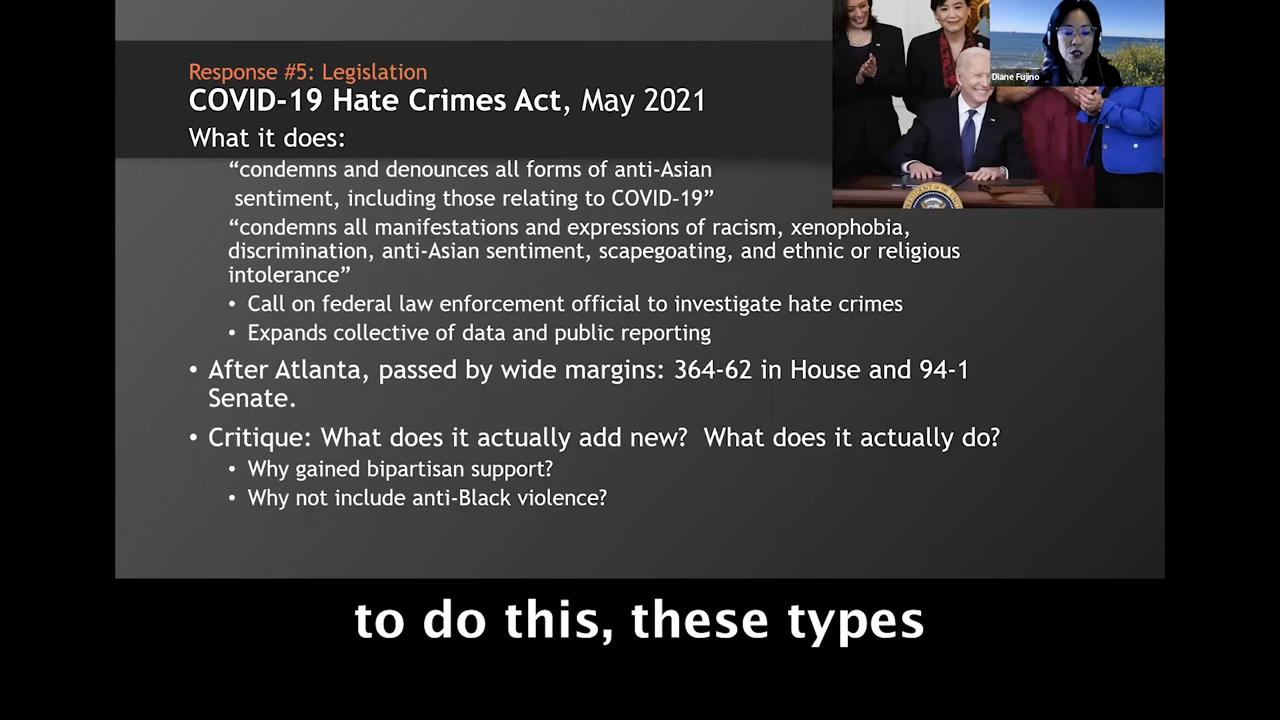 Response #5: Legislation
COVID-19 Hate Crimes Act, May 2021
What it does:
“condemns and denounces all forms of anti-Asian
sentiment, including those relating to COVID-19”
“condemns all manifestations and expressions of racism, xenophobia,
discrimination, anti-Asian sentiment, scapegoating, and ethnic or religious
intolerance”
• Call on federal law enforcement official to investigate hate crimes
• Expands collective of data and public reporting
• After Atlanta, passed by wide margins: 364-62 in House and 94-1
Senate.
• Critique: What does it actually add new? What does it actually do?
• Why gained bipartisan support?
• Why not include anti-Black violence?
Diane Fujino
to do this, these types